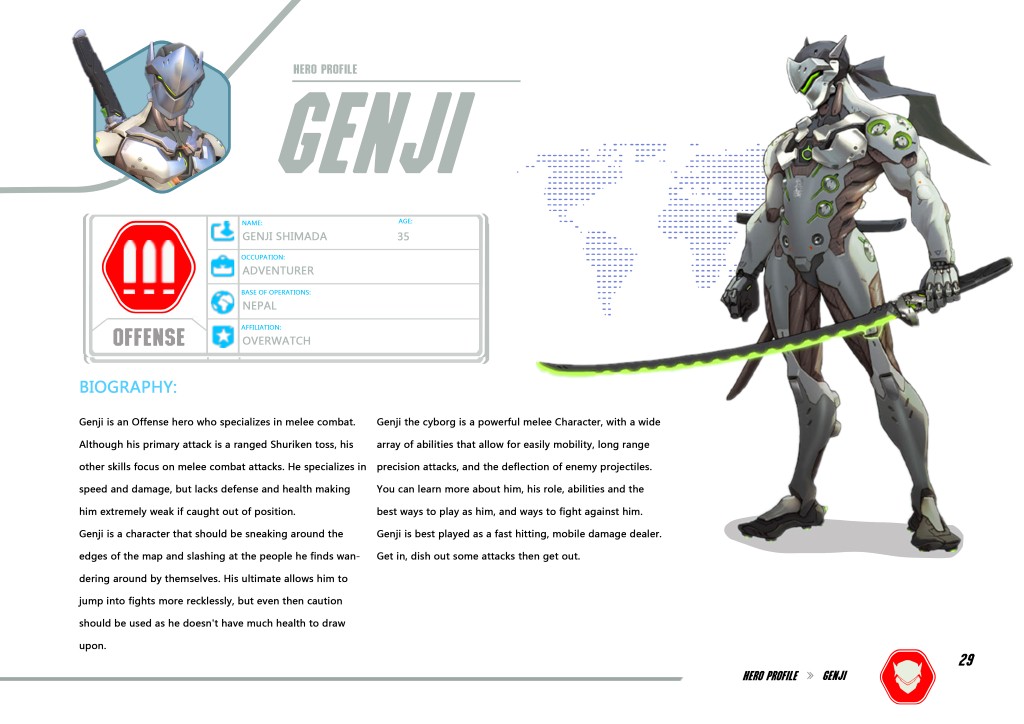 HERO PROFILE
GENJI
NAME:
GENJI SHIMADA
AGE:
35
OCCUPATION:
ADVENTURER
BASE OF OPERATIONS:
NEPAL
AFFILIATION:
OVERWATCH
OFFENSE
BIOGRAPHY:
Genji is an Offense hero who specializes in melee combat.
Although his primary attack is a ranged Shuriken toss, his
other skills focus on melee combat attacks. He specializes in
speed and damage, but lacks defense and health making
him extremely weak if caught out of position.
Genji is a character that should be sneaking around the
edges of the map and slashing at the people he finds wan-
dering around by themselves. His ultimate allows him to
jump into fights more recklessly, but even then caution
should be used as he doesn't have much health to draw
upon.
Genji the cyborg is a powerful melee Character, with a wide
array of abilities that allow for easily mobility, long range
precision attacks, and the deflection of enemy projectiles.
You can learn more about him, his role, abilities and the
best ways to play as him, and ways to fight against him.
Genji is best played as a fast hitting, mobile damage dealer.
Get in, dish out some attacks then get out.
HERO PROFILE » GENJI
29